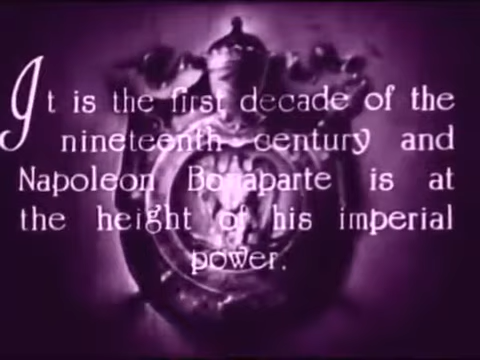 It is the first decade of the
nineteenth century and
Napoleon Bonaparte is at
the height of his imperial
power.